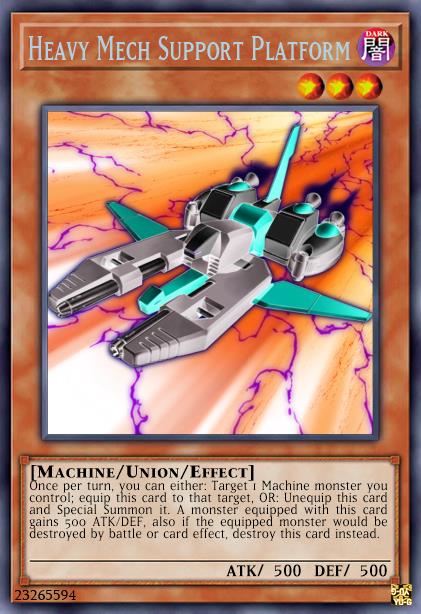 HEAVY MECH SUPPORT PLATFORM
DARK
闇
[MACHINE/UNION/EFFECT]
Once per turn, you can either: Target 1 Machine monster you
control; equip this card to that target, OR: Unequip this card
and Special Summon it. A monster equipped with this card
gains 500 ATK/DEF, also if the equipped monster would be
destroyed by battle or card effect, destroy this card instead.
ATK/ 500 DEF/ 500
23265594